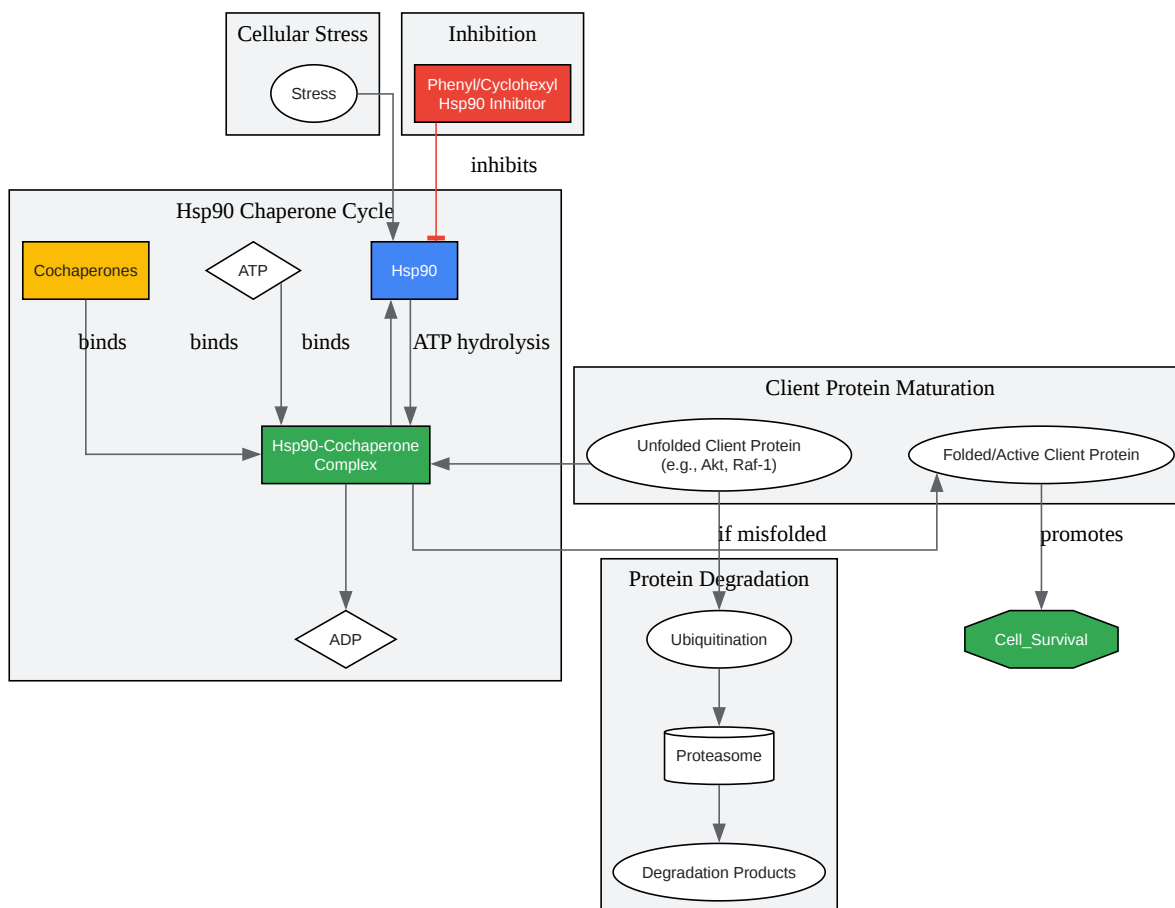 Cellular Stress
Inhibition
Stress
Phenyl/Cyclohexyl
Hsp90 Inhibitor
inhibits
Hsp90 Chaperone Cycle
Cochaperones
ATP
Hsp90
binds
binds
binds
ATP hydrolysis
Client Protein Maturation
Hsp90-Cochaperone
Complex
Unfolded Client Protein
(e.g., Akt, Raf-1)
Folded/Active Client Protein
if misfolded
promotes
Protein Degradation
ADP
Ubiquitination
Cell_Survival
Proteasome
Degradation Products